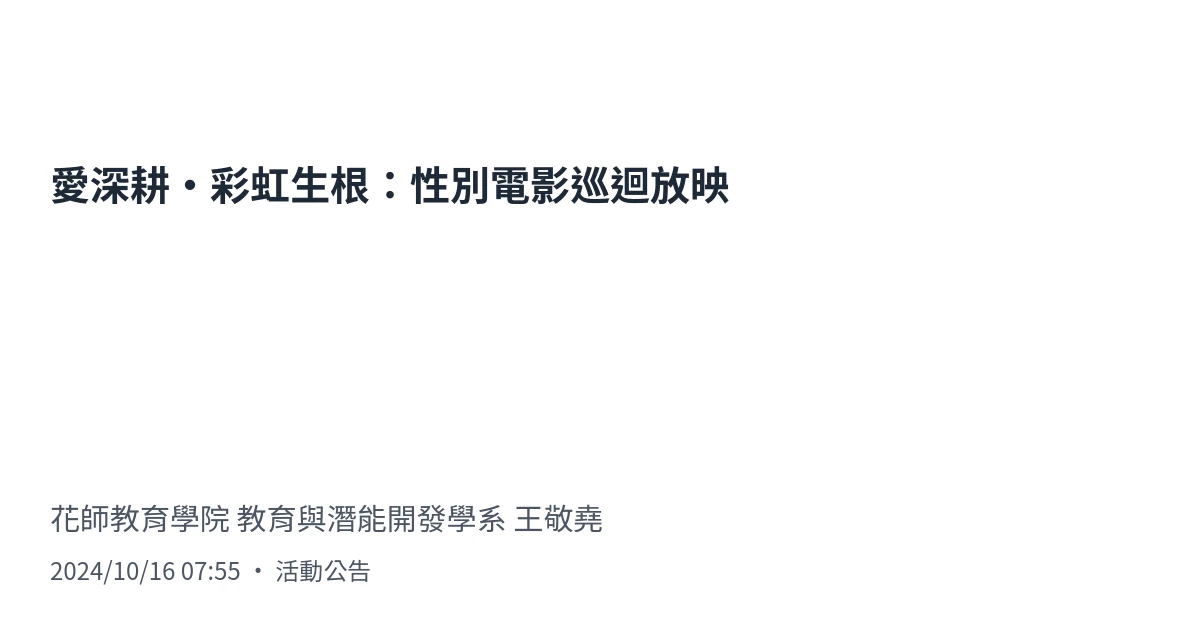 愛深耕・彩虹生根：性別電影巡迴放映
花師教育學院 教育與潛能開發學系 王敬堯
2024/10/16 07:55 ・ 活動公告